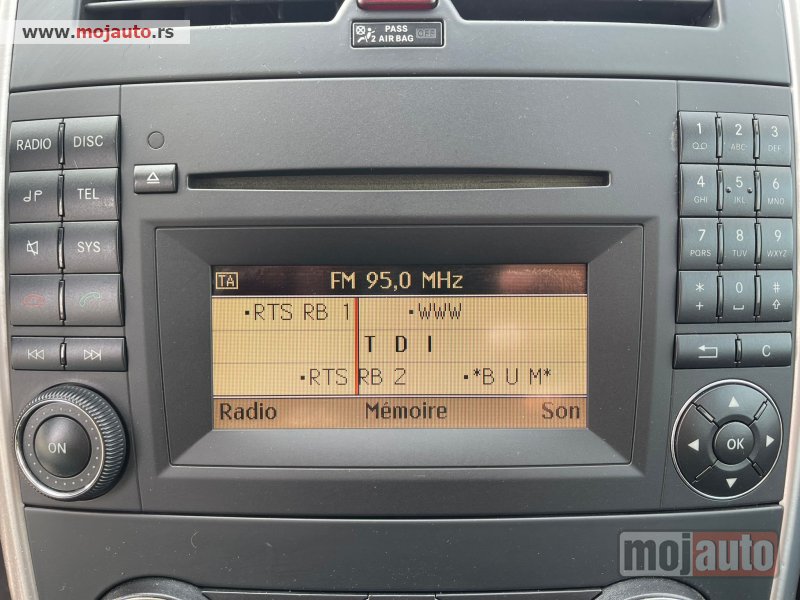 www.mojauto.rs
PASS
2 AIR BAG OFF
RADIO DISC
TEL
SYS
ON
TA FM 95,0 MHz
•RTS RB 1 •WWW
T D I
•RTS RB 2 •*B U M*
Radio Mémoire Son
1 2 3
ABC DEF
4 5 6
GHI JKL MNO
7 8 9
PQRS TUV WXYZ
* 0 #
+
C
OK
mojauto